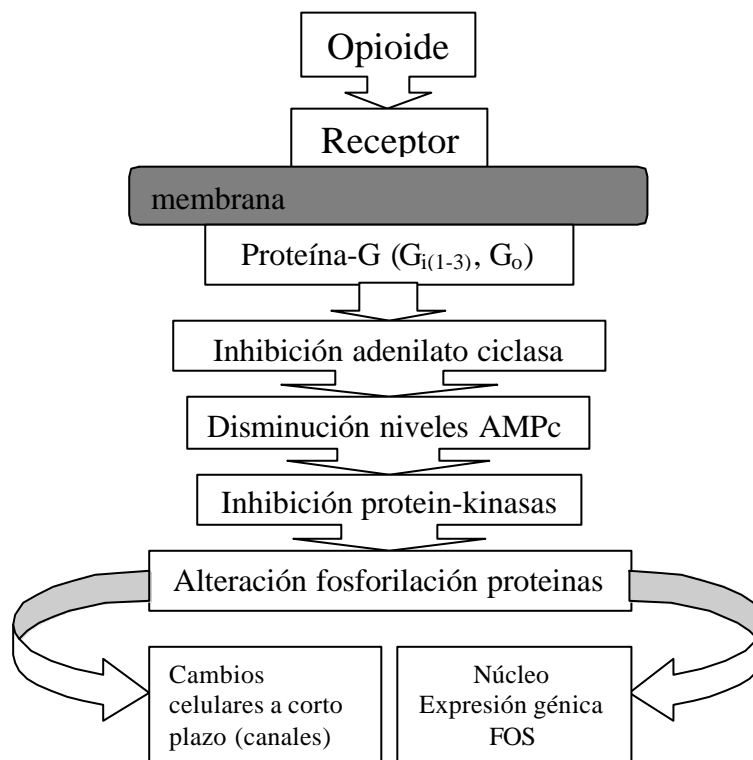 Opioide
Receptor
membrana
Proteína-G (Gi(1-3), Go)
Inhibición adenilato ciclasa
Disminución niveles AMPc
Inhibición protein-kinasas
Alteración fosforilación proteinas
Cambios
celulares a corto
plazo (canales)
Núcleo
Expresión génica
FOS